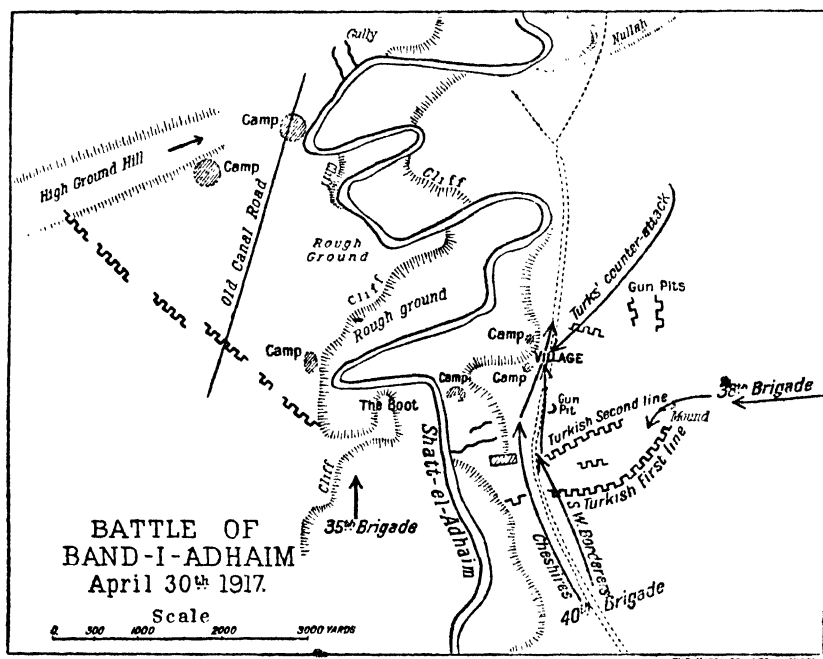 Gully
Nullah
Camp
High Ground Hill
Camp
Cliff
Cliff
Old Canal Road
Rough
Ground
Cliff
Rough ground
Turks' counter-attack
Gun Pits
Camp
VILLAGE
Camp
Camp
Camp
The Boot
Gun
Pit
38th Brigade
Mound
Turkish Second line
Turkish First line
Shatt-el-Adhaim
Cliff
35th Brigade
Cheshires
S.W. Borderers
40th Brigade
BATTLE OF
BAND-I-ADHAIM
April 30th 1917.
Scale
0. 500 1000 2000 3000 YARDS